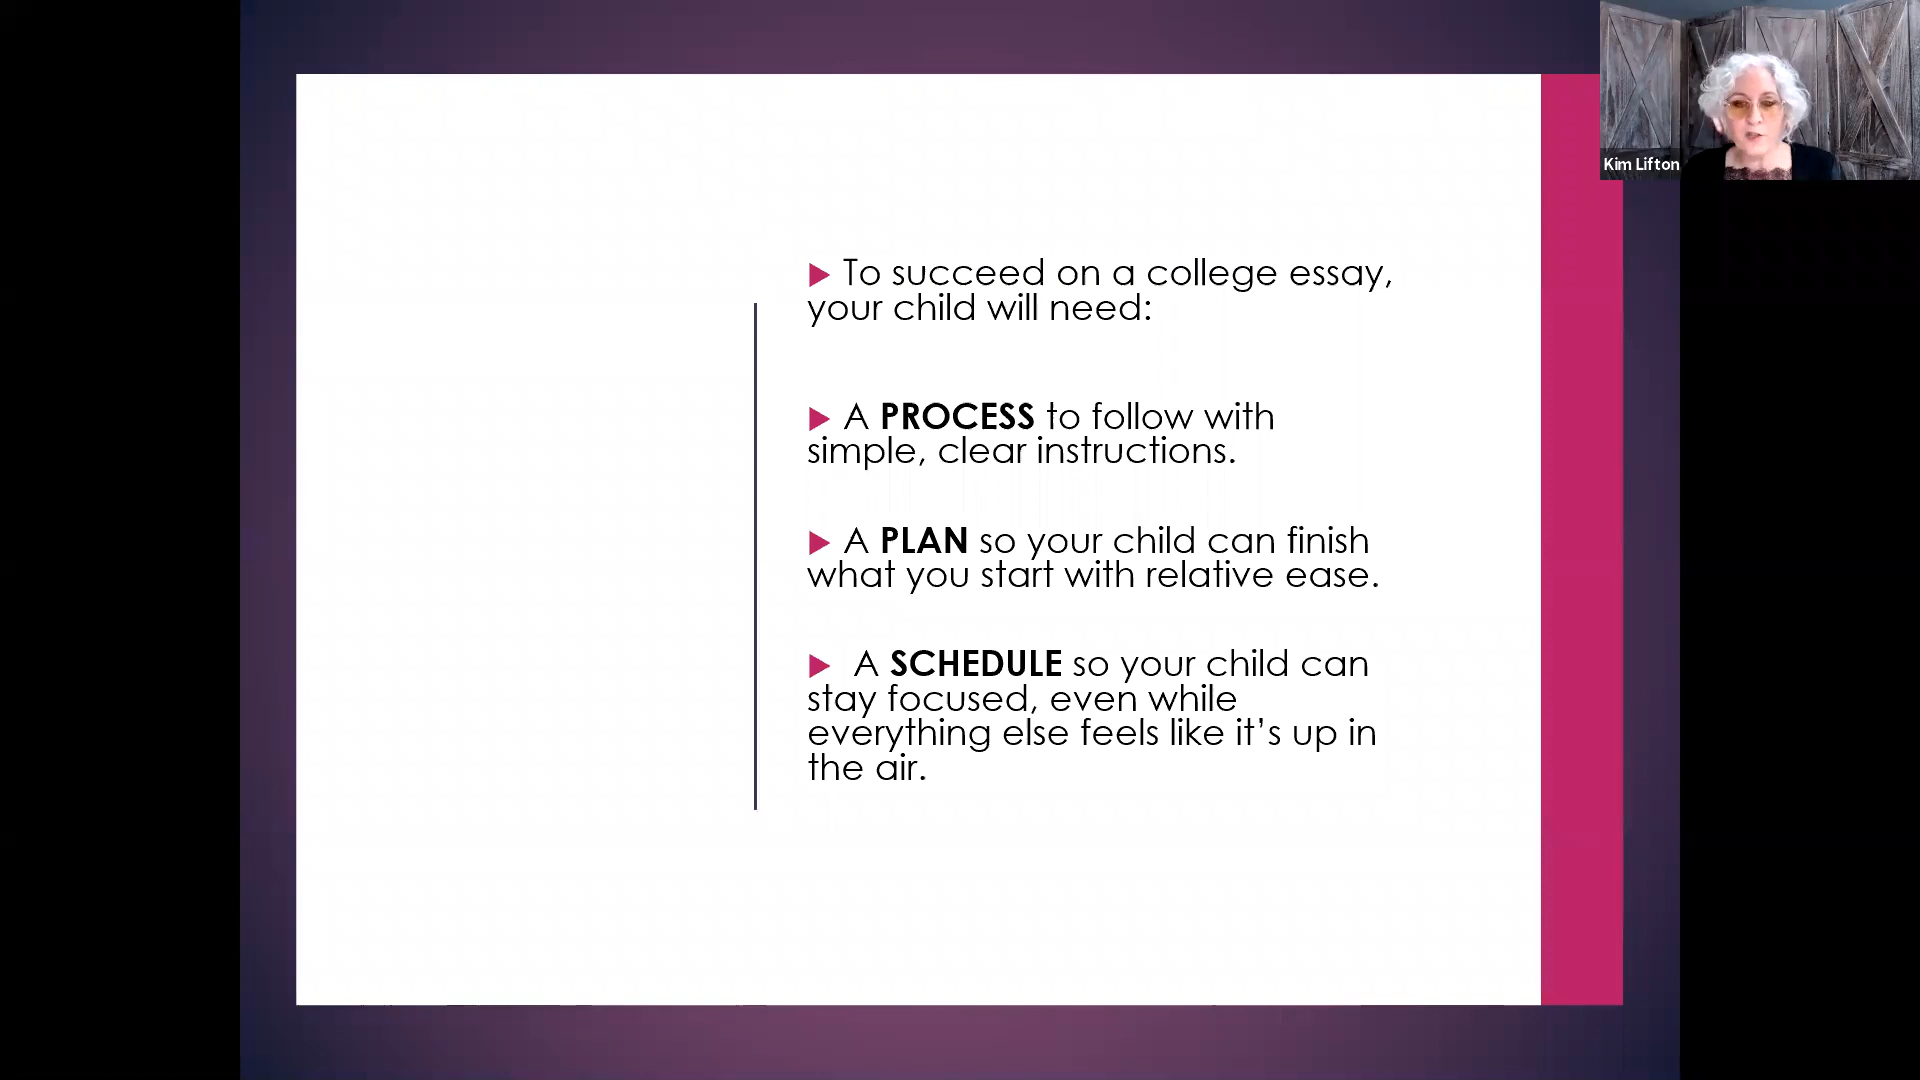 To succeed on a college essay,
your child will need:
A PROCESS to follow with
simple, clear instructions.
A PLAN so your child can finish
what you start with relative ease.
A SCHEDULE so your child can
stay focused, even while
everything else feels like it’s up in
the air.
Kim Lifton